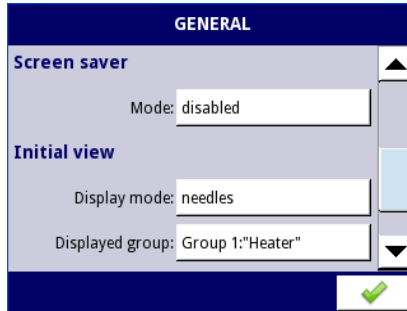 GENERAL
Screen saver
Mode: disabled
Initial view
Display mode: needles
Displayed group: Group 1:"Heater"